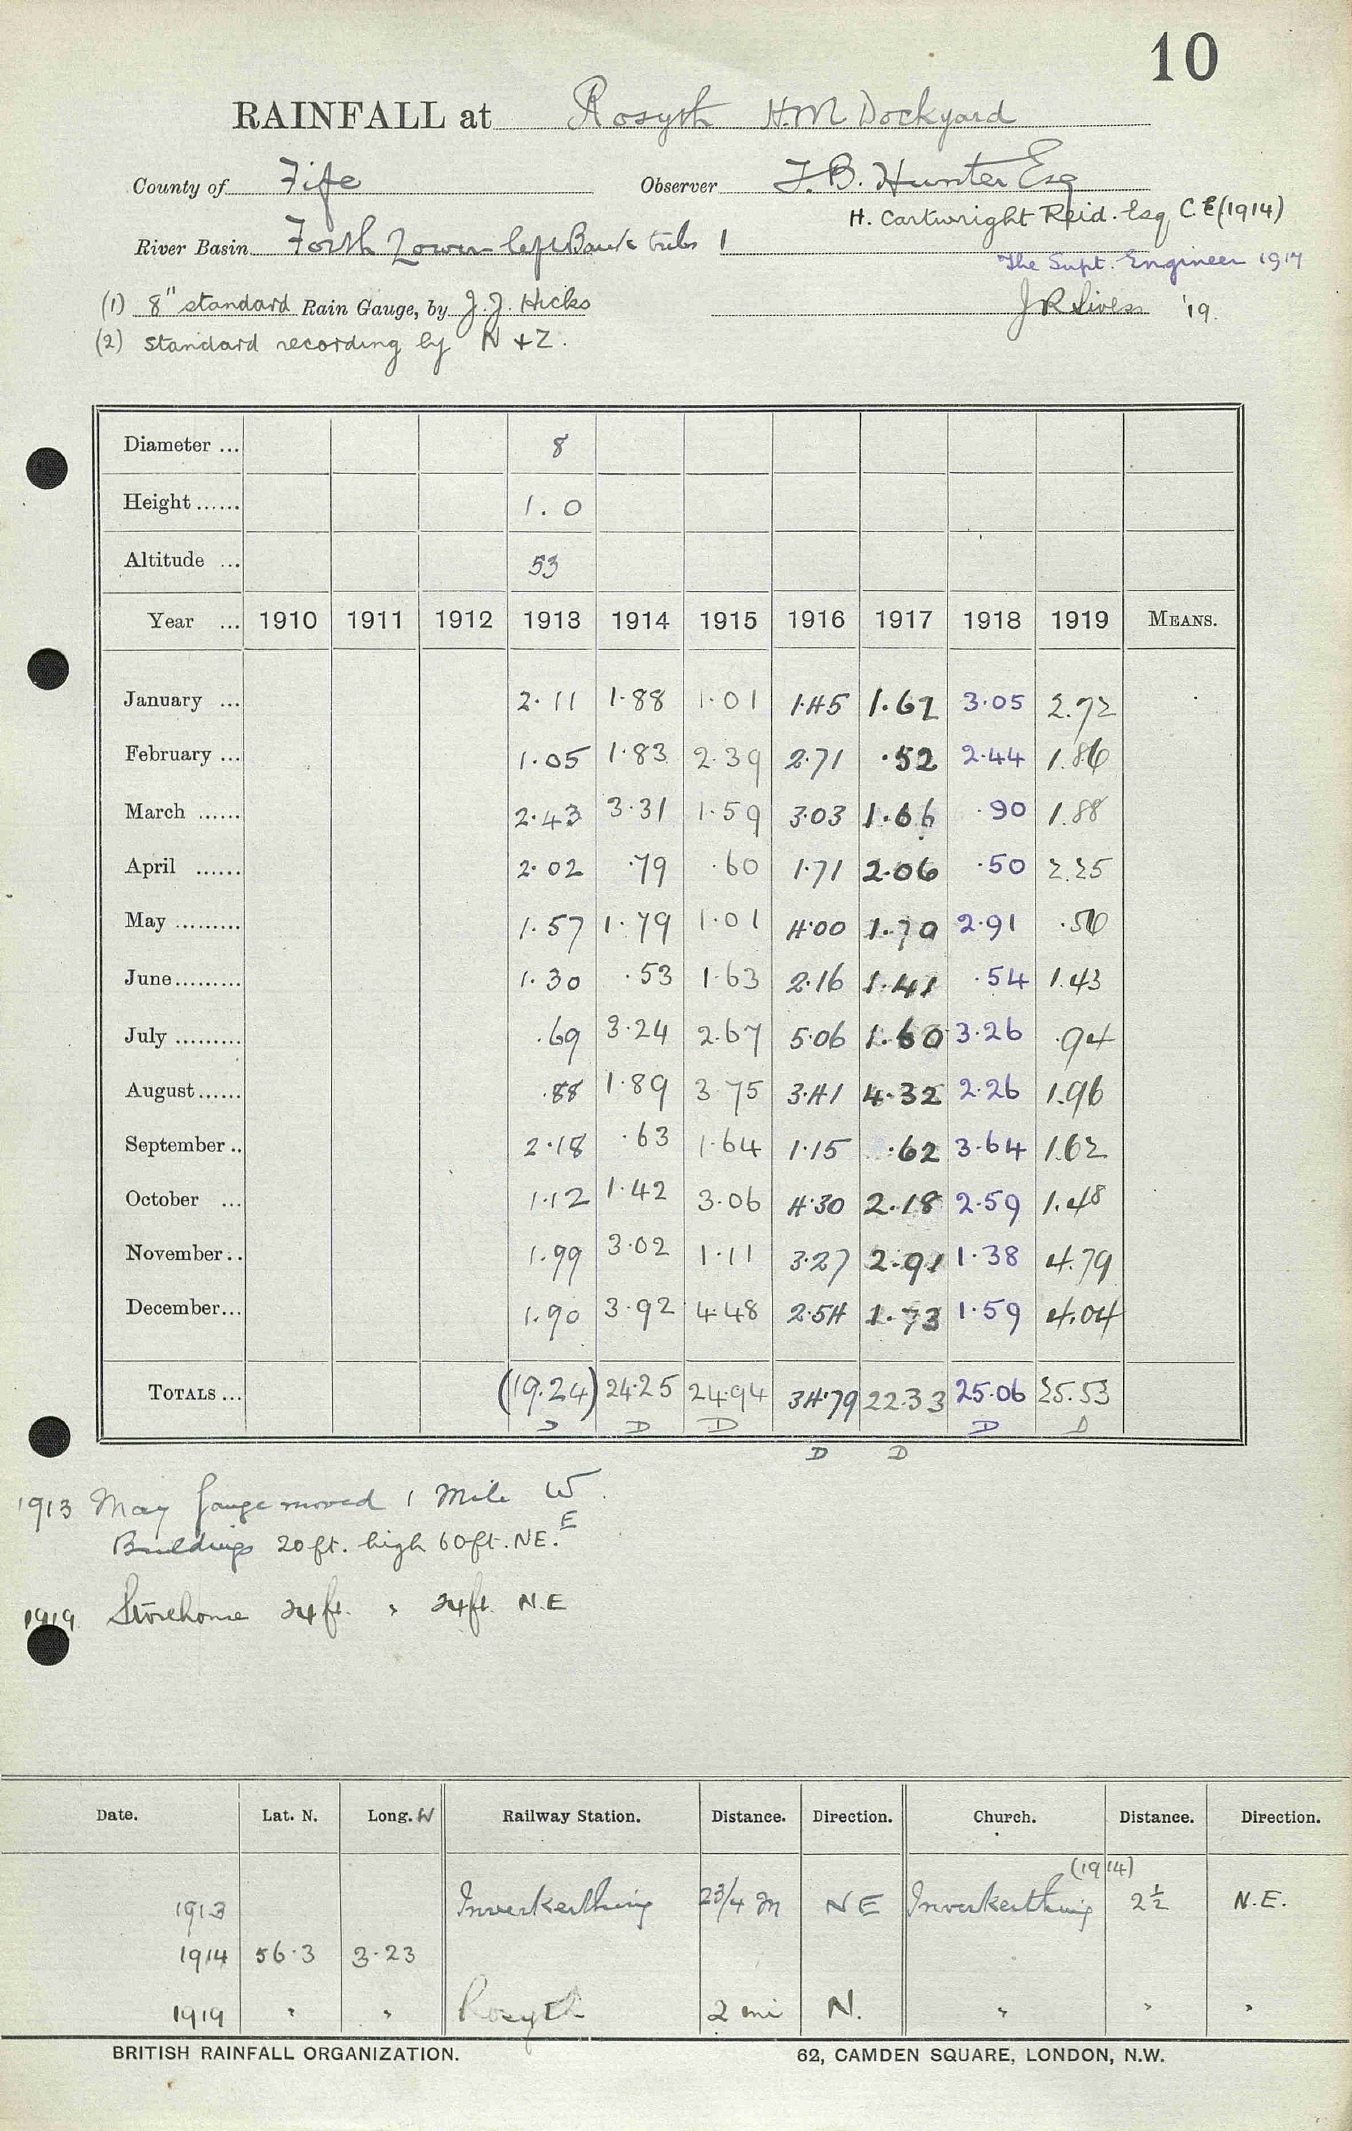 10
RAINFALL at Rosyth H.M Dockyard
County of Fife Observer F. B. Hunter Esq
H. Cartwright Reid. Esq C.E (1914)
River Basin Forth Lower left Bank tribs 1
The Supt. Engineer 1917
(1) 8" standard Rain Gauge, by J. J. Hicks
J R Sivess '19.
(2) standard recording by N + Z.
Diameter ... 8
Height ...... 1.0
Altitude ... 53
Year ... 1910 1911 1912 1913 1914 1915 1916 1917 1918 1919 MEANS.
January ... 2.11 1.88 1.01 1.45 1.62 3.05 2.72
February ... 1.05 1.83 2.39 2.71 .52 2.44 1.86
March ...... 2.43 3.31 1.59 3.03 1.66 .90 1.88
April ...... 2.02 .79 .60 1.71 2.06 .50 2.25
May ......... 1.57 1.79 1.01 4.00 1.70 2.91 .56
June ......... 1.30 .53 1.63 2.16 1.41 .54 1.43
July ......... .69 3.24 2.67 5.06 1.60 3.26 .94
August ...... .88 1.89 3.75 3.41 4.32 2.26 1.96
September .. 2.18 .63 1.64 1.15 .62 3.64 1.62
October ... 1.12 1.42 3.06 4.30 2.18 2.59 1.48
November .. 1.99 3.02 1.11 3.27 2.91 1.38 4.79
December ... 1.90 3.92 4.48 2.54 1.73 1.59 4.04
TOTALS ... (19.24) 24.25 24.94 34.79 22.33 25.06 25.53
D D D D D D D
1913 May gauge moved 1 Mile W.
Buildings 20 ft. high 60 ft. NE. E
1919 Storehouse 24 ft. " 24 ft. N.E
Date. Lat. N. Long. W Railway Station. Distance. Direction. Church. Distance. Direction.
(1914)
1913 Inverkeithing 2 3/4 m NE Inverkeithing 2 1/2 N.E.
1914 56.3 3.23
1919 " " Rosyth 2 mi N. " " "
BRITISH RAINFALL ORGANIZATION. 62, CAMDEN SQUARE, LONDON, N.W.